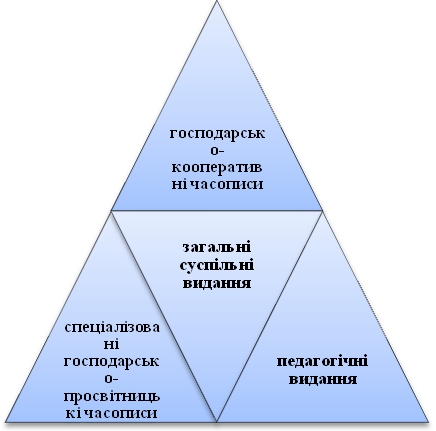 господарськ
о-
кооператив
ні часописи
загальні
суспільні
видання
спеціалізова
ні
господарськ
о-
просвітниць
кі часописи
педагогічні
видання